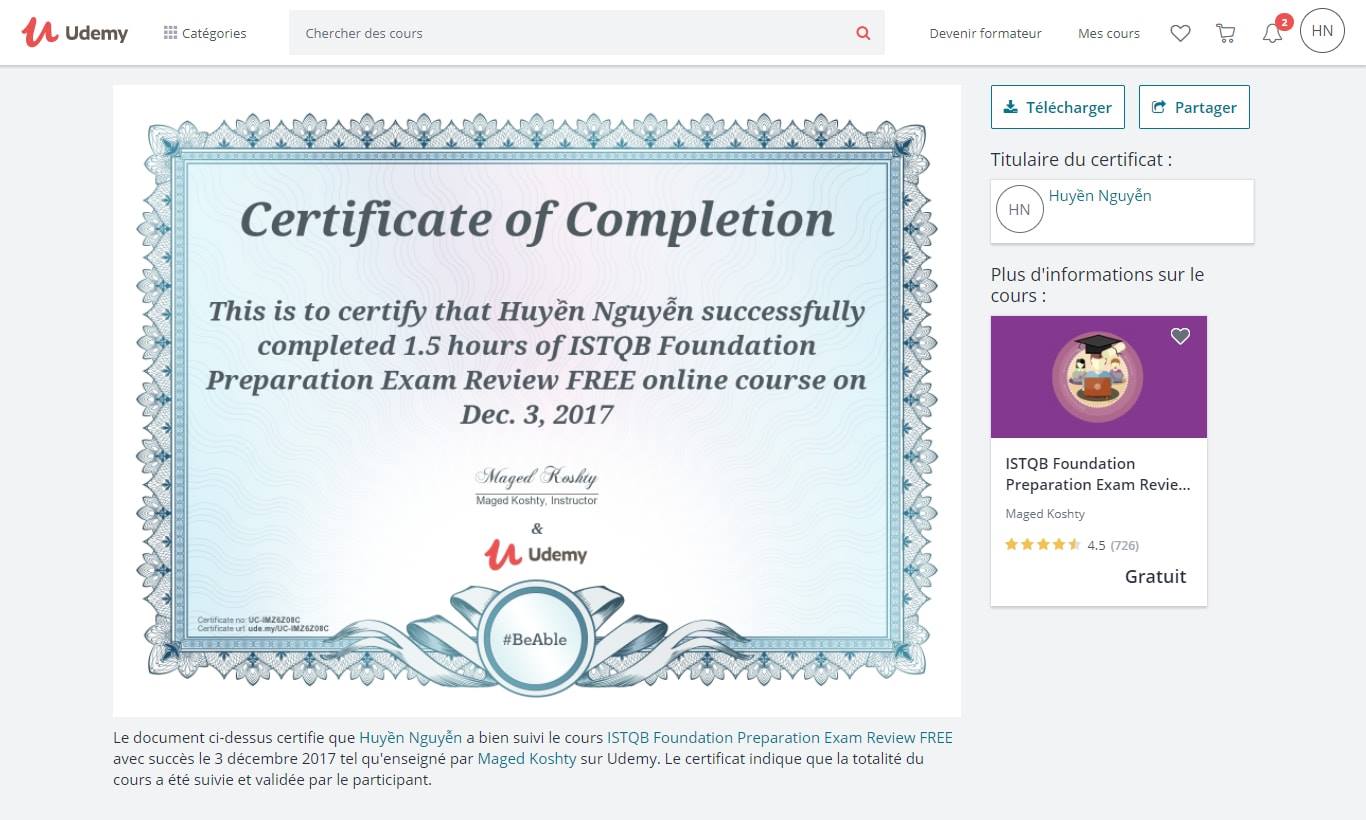 Udemy
Catégories
Chercher des cours
Devenir formateur
Mes cours
2
HN
Certificate of Completion
This is to certify that Huyền Nguyễn successfully
completed 1.5 hours of ISTQB Foundation
Preparation Exam Review FREE online course on
Dec. 3, 2017
Maged Koshty
Maged Koshty, Instructor
&
Udemy
#BeAble
Certificate no: UC-IMZ6Z08C
Certificate url: ude.my/UC-IMZ6Z08C
Le document ci-dessus certifie que Huyền Nguyễn a bien suivi le cours ISTQB Foundation Preparation Exam Review FREE
avec succès le 3 décembre 2017 tel qu'enseigné par Maged Koshty sur Udemy. Le certificat indique que la totalité du
cours a été suivie et validée par le participant.
Télécharger
Partager
Titulaire du certificat :
HN
Huyền Nguyễn
Plus d'informations sur le
cours :
ISTQB Foundation
Preparation Exam Revie...
Maged Koshty
4.5 (726)
Gratuit